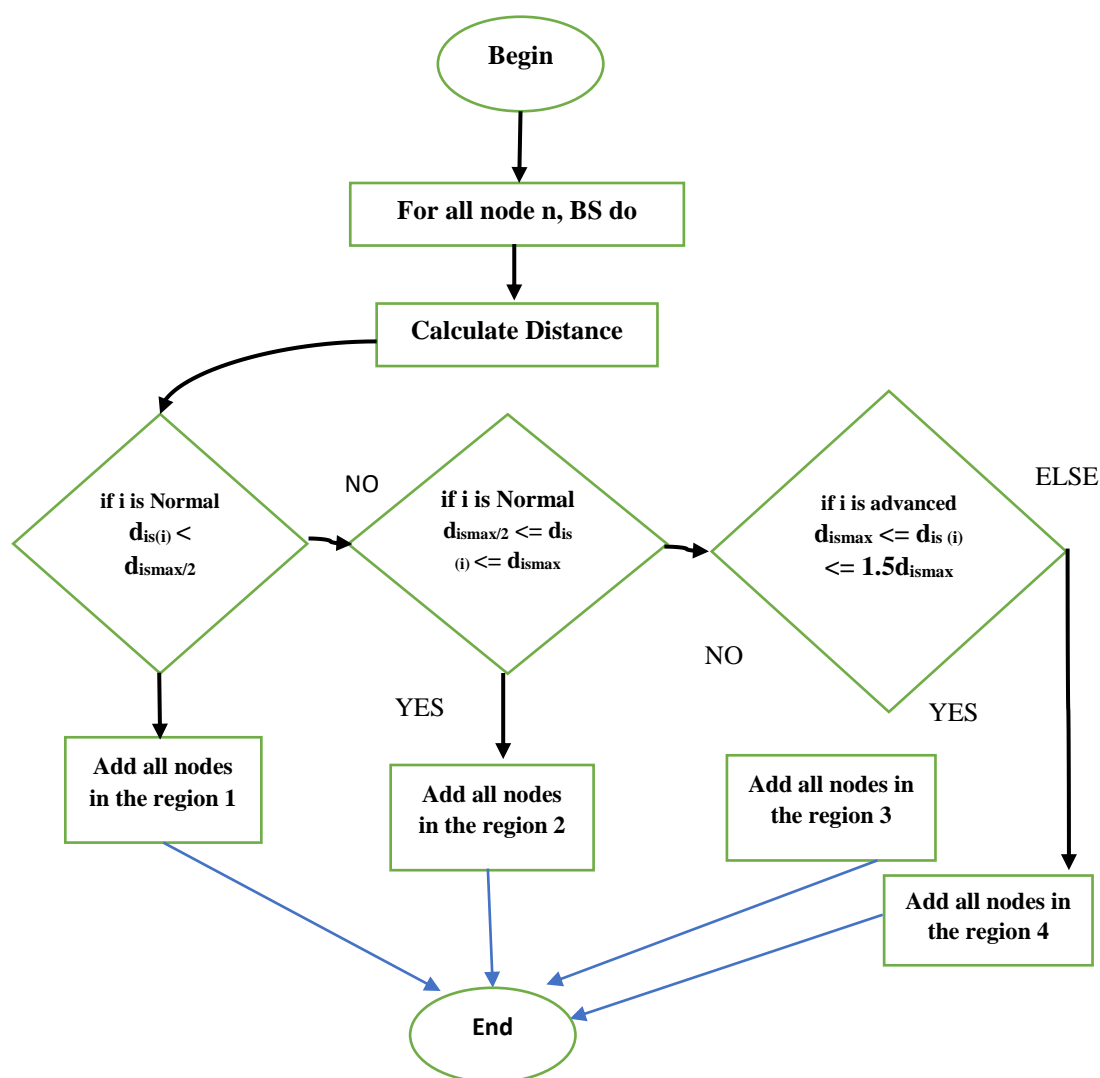 Begin
For all node n, BS do
Calculate Distance
if i is Normal
dis(i) <
dismax/2
NO
if i is Normal
dismax/2 <= dis
(i) <= dismax
NO
if i is advanced
dismax <= dis (i)
<= 1.5dismax
ELSE
YES
YES
Add all nodes
in the region 1
Add all nodes
in the region 2
Add all nodes in
the region 3
Add all nodes in
the region 4
End